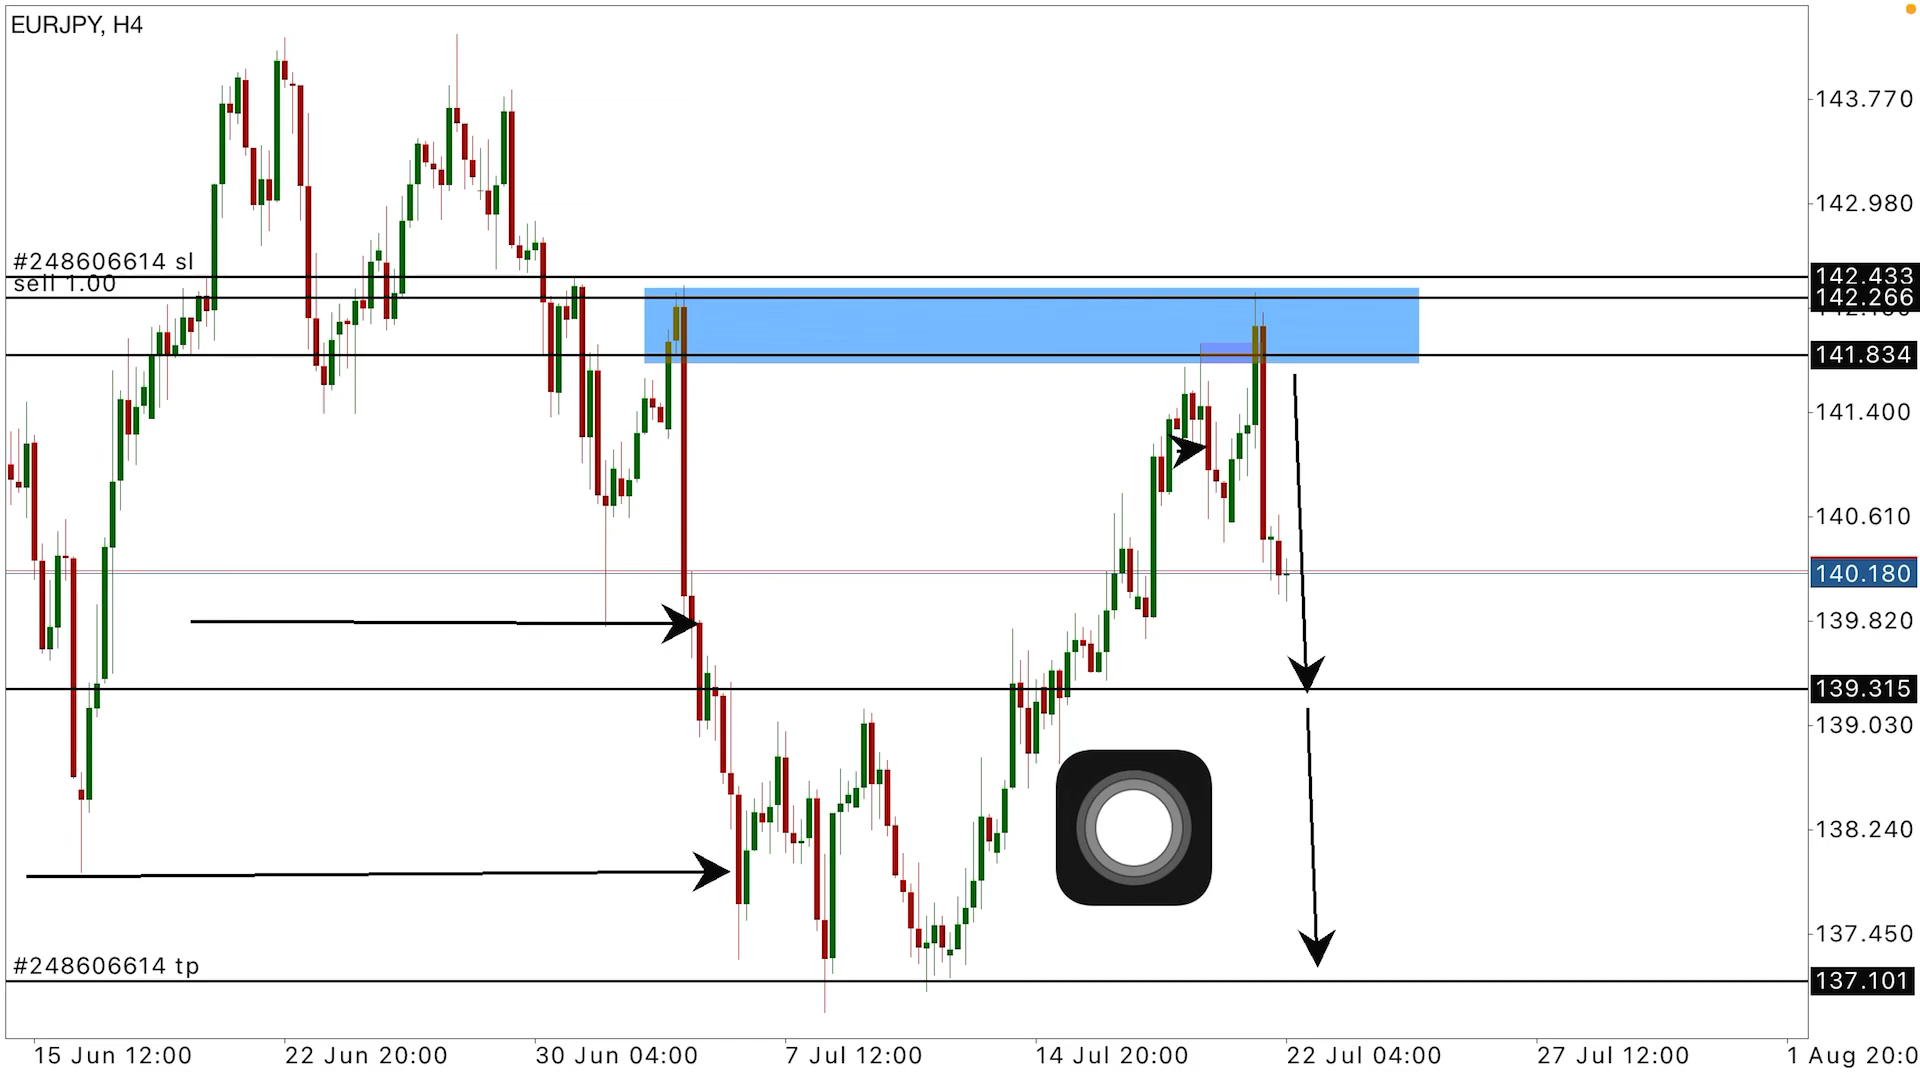 EURJPY, H4
143.770
142.980
#248606614 sl
142.433
sell 1.00
142.266
141.834
141.400
140.610
140.180
139.820
139.315
139.030
138.240
137.450
#248606614 tp
137.101
15 Jun 12:00
22 Jun 20:00
30 Jun 04:00
7 Jul 12:00
14 Jul 20:00
22 Jul 04:00
27 Jul 12:00
1 Aug 20:0